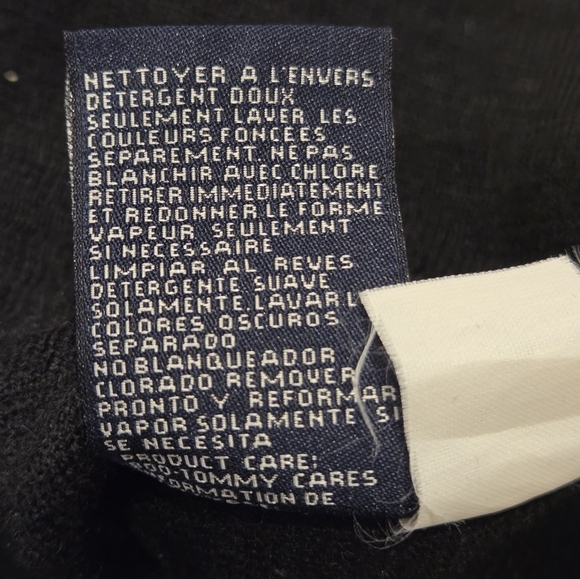 NETTOYER A L'ENVERS
DETERGENT DOUX
SEULEMENT LAVER LES
COULEURS FONCEES
SEPAREMENT NE PAS
BLANCHIR AVEC CHLORE
RETIRER IMMEDIATEMENT
ET REDONNER LE FORME
VAPEUR SEULEMENT
SI NECESSAIRE
LIMPIAR AL REVES
DETERGENTE SUAVE
SOLAMENTE. LAVAR
COLORES OSCUROS
SEPARADO
NO BLANQUEADOR
CLORADO REMOVER
PRONTO Y REFORMAR
VAPOR SOLAMENTE SI
SE NECESITA
PRODUCT CARE:
TOMMY CARES
DE